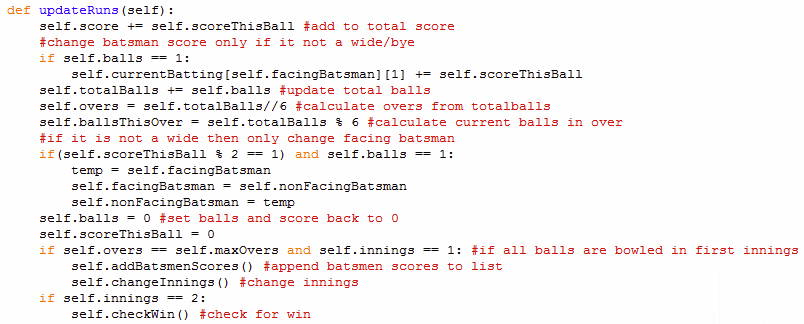 def updateRuns(self):
    self.score += self.scoreThisBall #add to total score
    #change batsman score only if it not a wide/bye
    if self.balls == 1:
        self.currentBatting[self.facingBatsman][1] += self.scoreThisBall
    self.totalBalls += self.balls #update total balls
    self.overs = self.totalBalls//6 #calculate overs from totalballs
    self.ballsThisOver = self.totalBalls % 6 #calculate current balls in over
    #if it is not a wide then only change facing batsman
    if(self.scoreThisBall % 2 == 1) and self.balls == 1:
        temp = self.facingBatsman
        self.facingBatsman = self.nonFacingBatsman
        self.nonFacingBatsman = temp
    self.balls = 0 #set balls and score back to 0
    self.scoreThisBall = 0
    if self.overs == self.maxOvers and self.innings == 1: #if all balls are bowled in first innings
        self.addBatsmenScores() #append batsmen scores to list
        self.changeInnings() #change innings
    if self.innings == 2:
        self.checkWin() #check for win